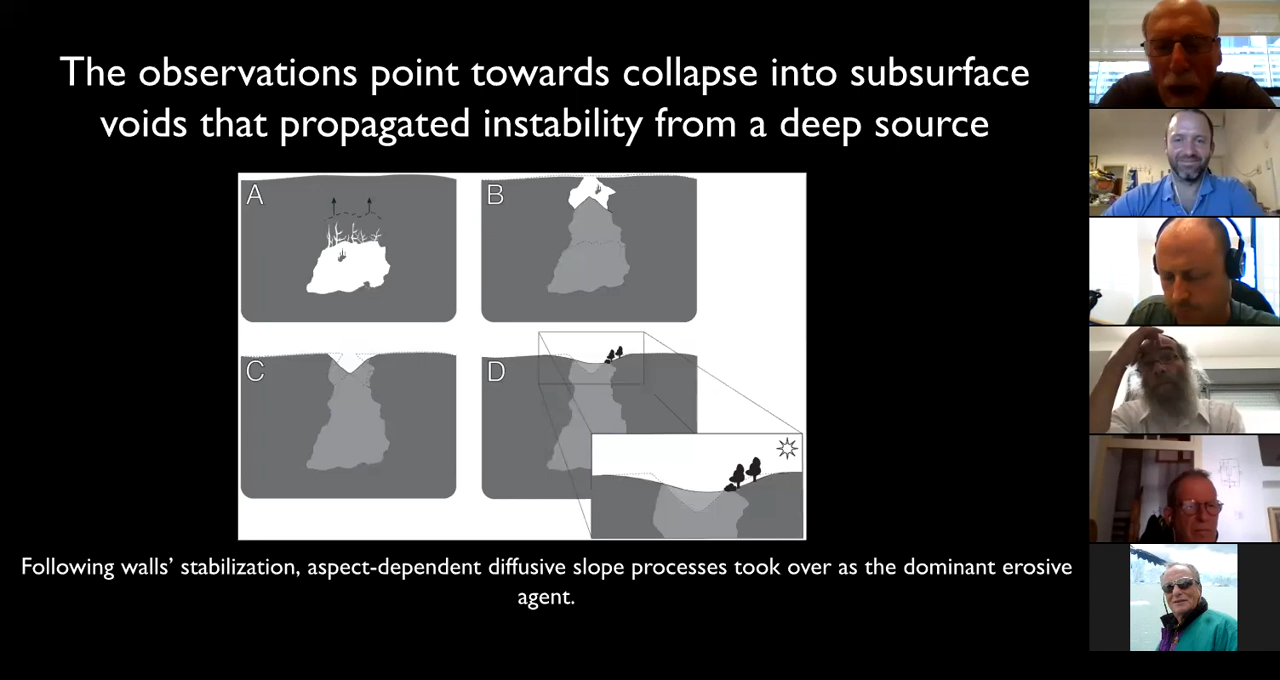 The observations point towards collapse into subsurface
voids that propagated instability from a deep source
A
B
C
D
Following walls’ stabilization, aspect-dependent diffusive slope processes took over as the dominant erosive
agent.